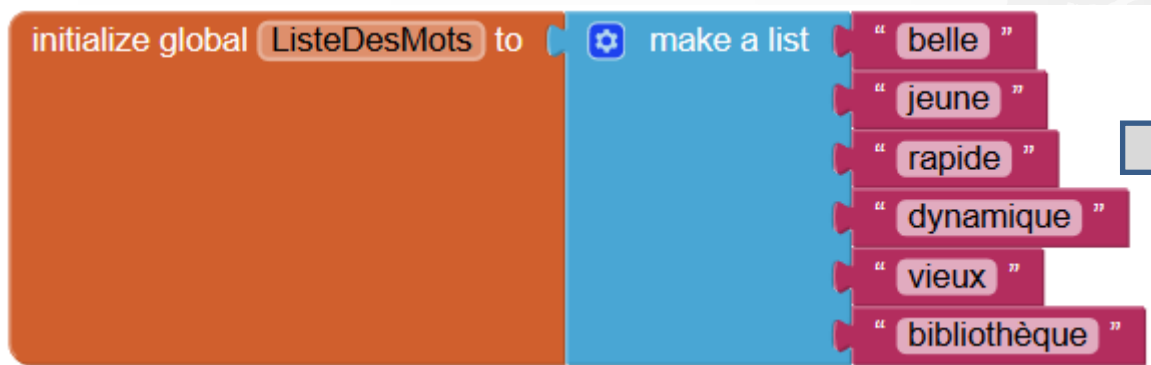 initialize global ListeDesMots to make a list “ belle ”
“ jeune ”
“ rapide ”
“ dynamique ”
“ vieux ”
“ bibliothèque ”